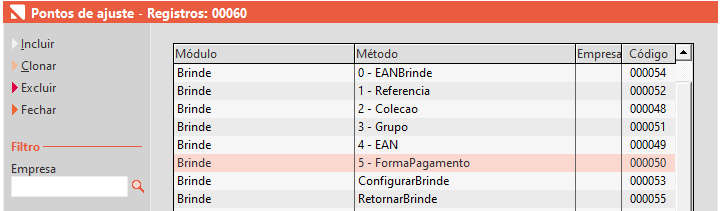 Pontos de ajuste - Registros: 00060
Incluir
Clonar
Excluir
Fechar
Filtro
Empresa
Módulo Método Empresa Código
Brinde 0 - EANBrinde 000054
Brinde 1 - Referencia 000052
Brinde 2 - Colecao 000048
Brinde 3 - Grupo 000051
Brinde 4 - EAN 000049
Brinde 5 - FormaPagamento 000050
Brinde ConfigurarBrinde 000053
Brinde RetornarBrinde 000055